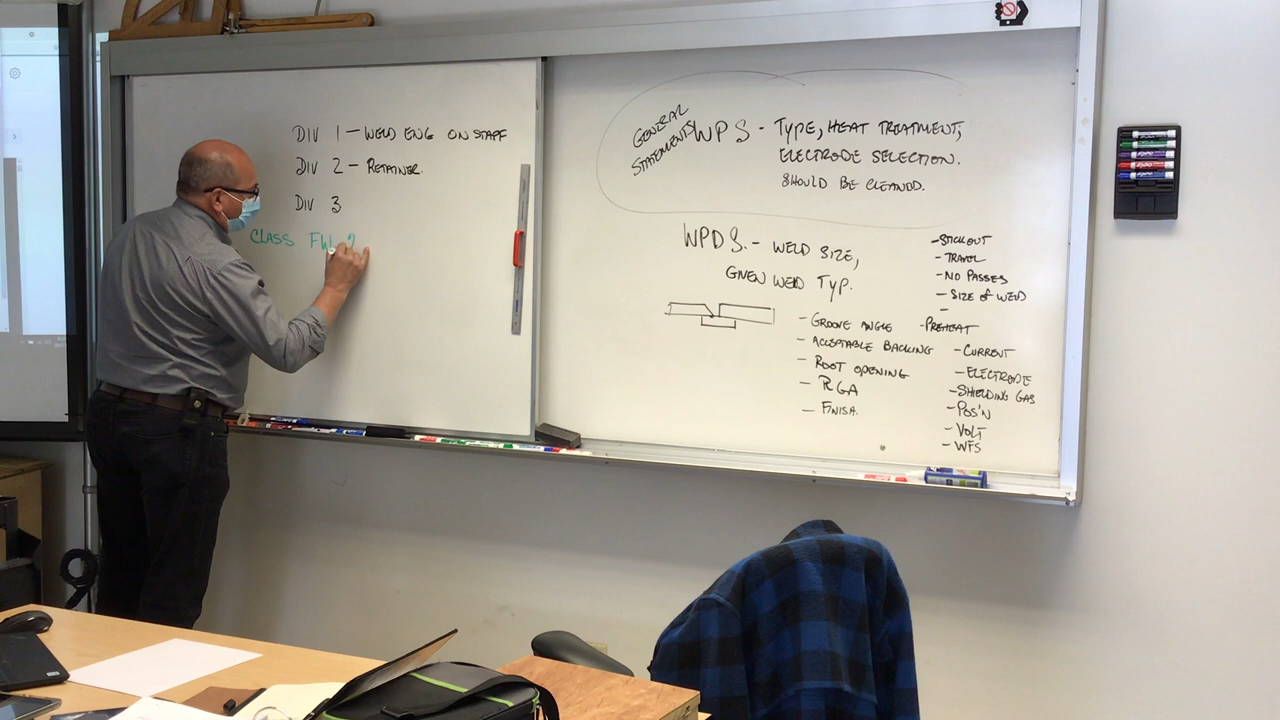 DIV 1 - WELD ENG ON STAFF
DIV 2 - RETAINER.
DIV 3
CLASS FW
GENERAL
STATEMENTS
WPS - TYPE, HEAT TREATMENT,
ELECTRODE SELECTION.
SHOULD BE CLEANED.
WPDS. - WELD SIZE,
GIVEN WELD TYP.
- GROOVE ANGLE
- ACCEPTABLE BACKING
- ROOT OPENING
- RGA
- FINISH.
- STICKOUT
- TRAVEL
- NO PASSES
- SIZE OF WELD
-
- PREHEAT
- CURRENT
- ELECTRODE
- SHIELDING GAS
- POS'N
- VOLT
- WFS
EXPO